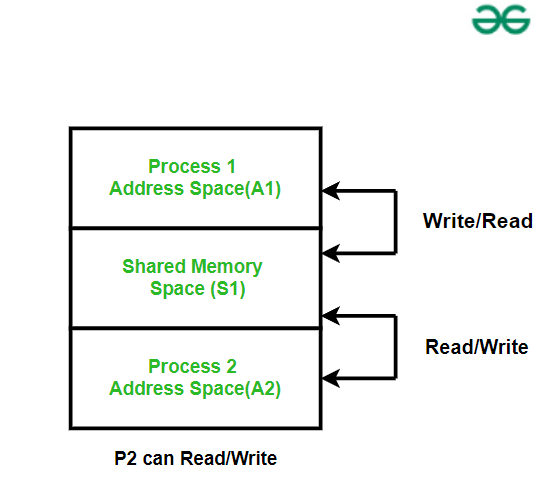 Process 1
Address Space(A1)
Write/Read
Shared Memory
Space (S1)
Read/Write
Process 2
Address Space(A2)
P2 can Read/Write